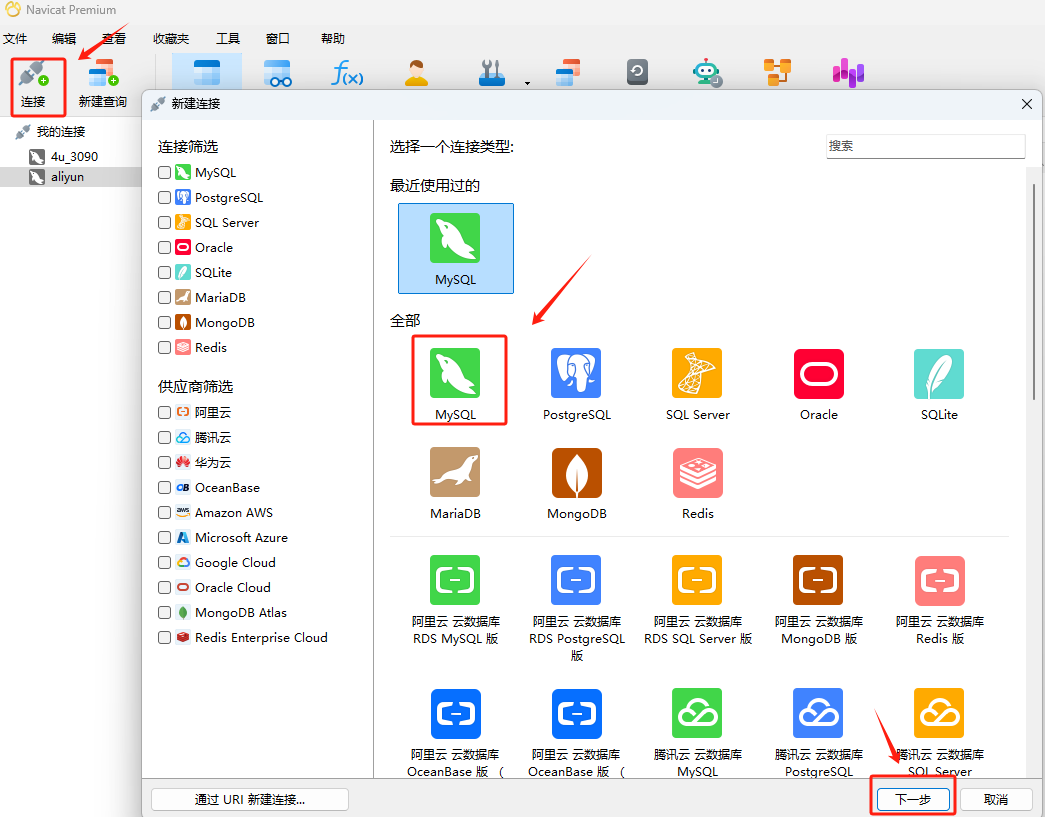 Navicat Premium
文件 编辑 查看 收藏夹 工具 窗口 帮助
连接 新建查询
f(x)
我的连接
4u_3090
aliyun
新建连接
连接筛选
MySQL
PostgreSQL
SQL Server
Oracle
SQLite
MariaDB
MongoDB
Redis
供应商筛选
阿里云
腾讯云
华为云
OceanBase
Amazon AWS
Microsoft Azure
Google Cloud
Oracle Cloud
MongoDB Atlas
Redis Enterprise Cloud
选择一个连接类型:
搜索
最近使用过的
MySQL
全部
MySQL PostgreSQL SQL Server Oracle SQLite
MariaDB MongoDB Redis
阿里云 云数据库 阿里云 云数据库 阿里云 云数据库 阿里云 云数据库 阿里云 云数据库
RDS MySQL 版 RDS PostgreSQL RDS SQL Server 版 MongoDB 版 Redis 版
版
阿里云 云数据库 阿里云 云数据库 腾讯云 云数据库 腾讯云 云数据库 腾讯云 云数据库
OceanBase 版 ( OceanBase 版 ( MySQL PostgreSQL SQL Server
通过 URI 新建连接... 下一步 取消